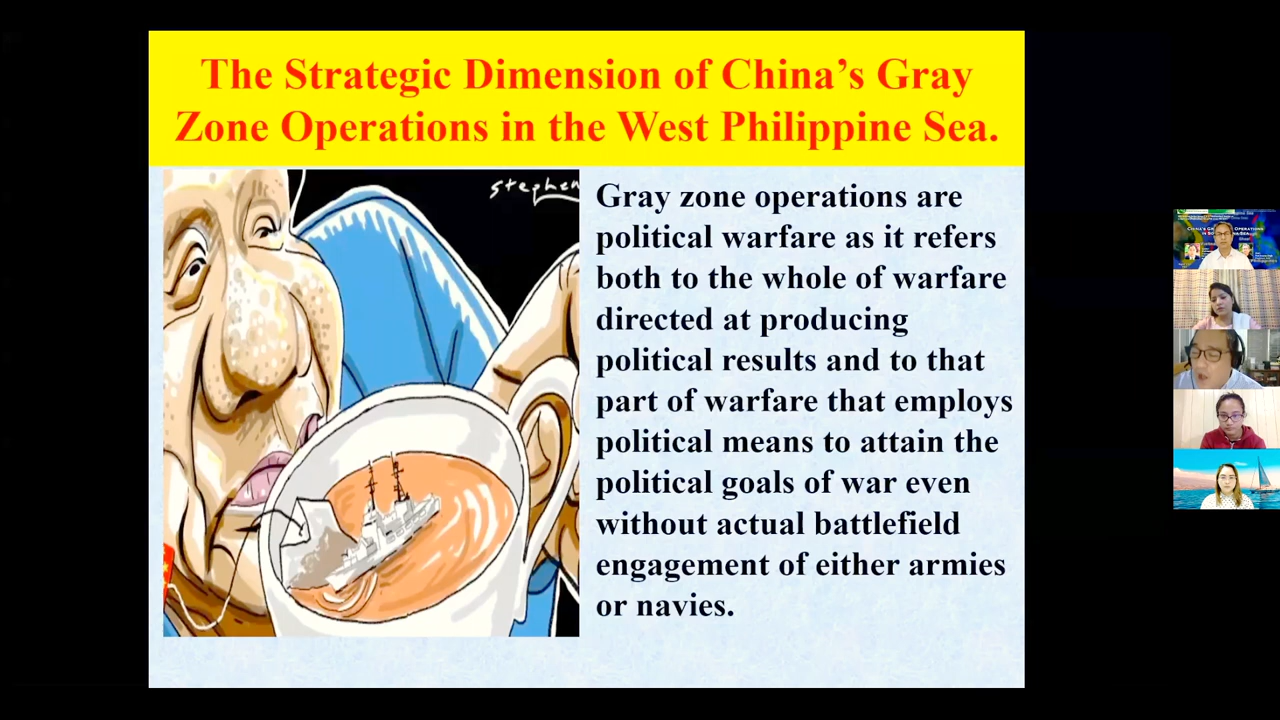 The Strategic Dimension of China's Gray
Zone Operations in the West Philippine Sea.
Gray zone operations are
political warfare as it refers
both to the whole of warfare
directed at producing
political results and to that
part of warfare that employs
political means to attain the
political goals of war even
without actual battlefield
engagement of either armies
or navies.
stephen